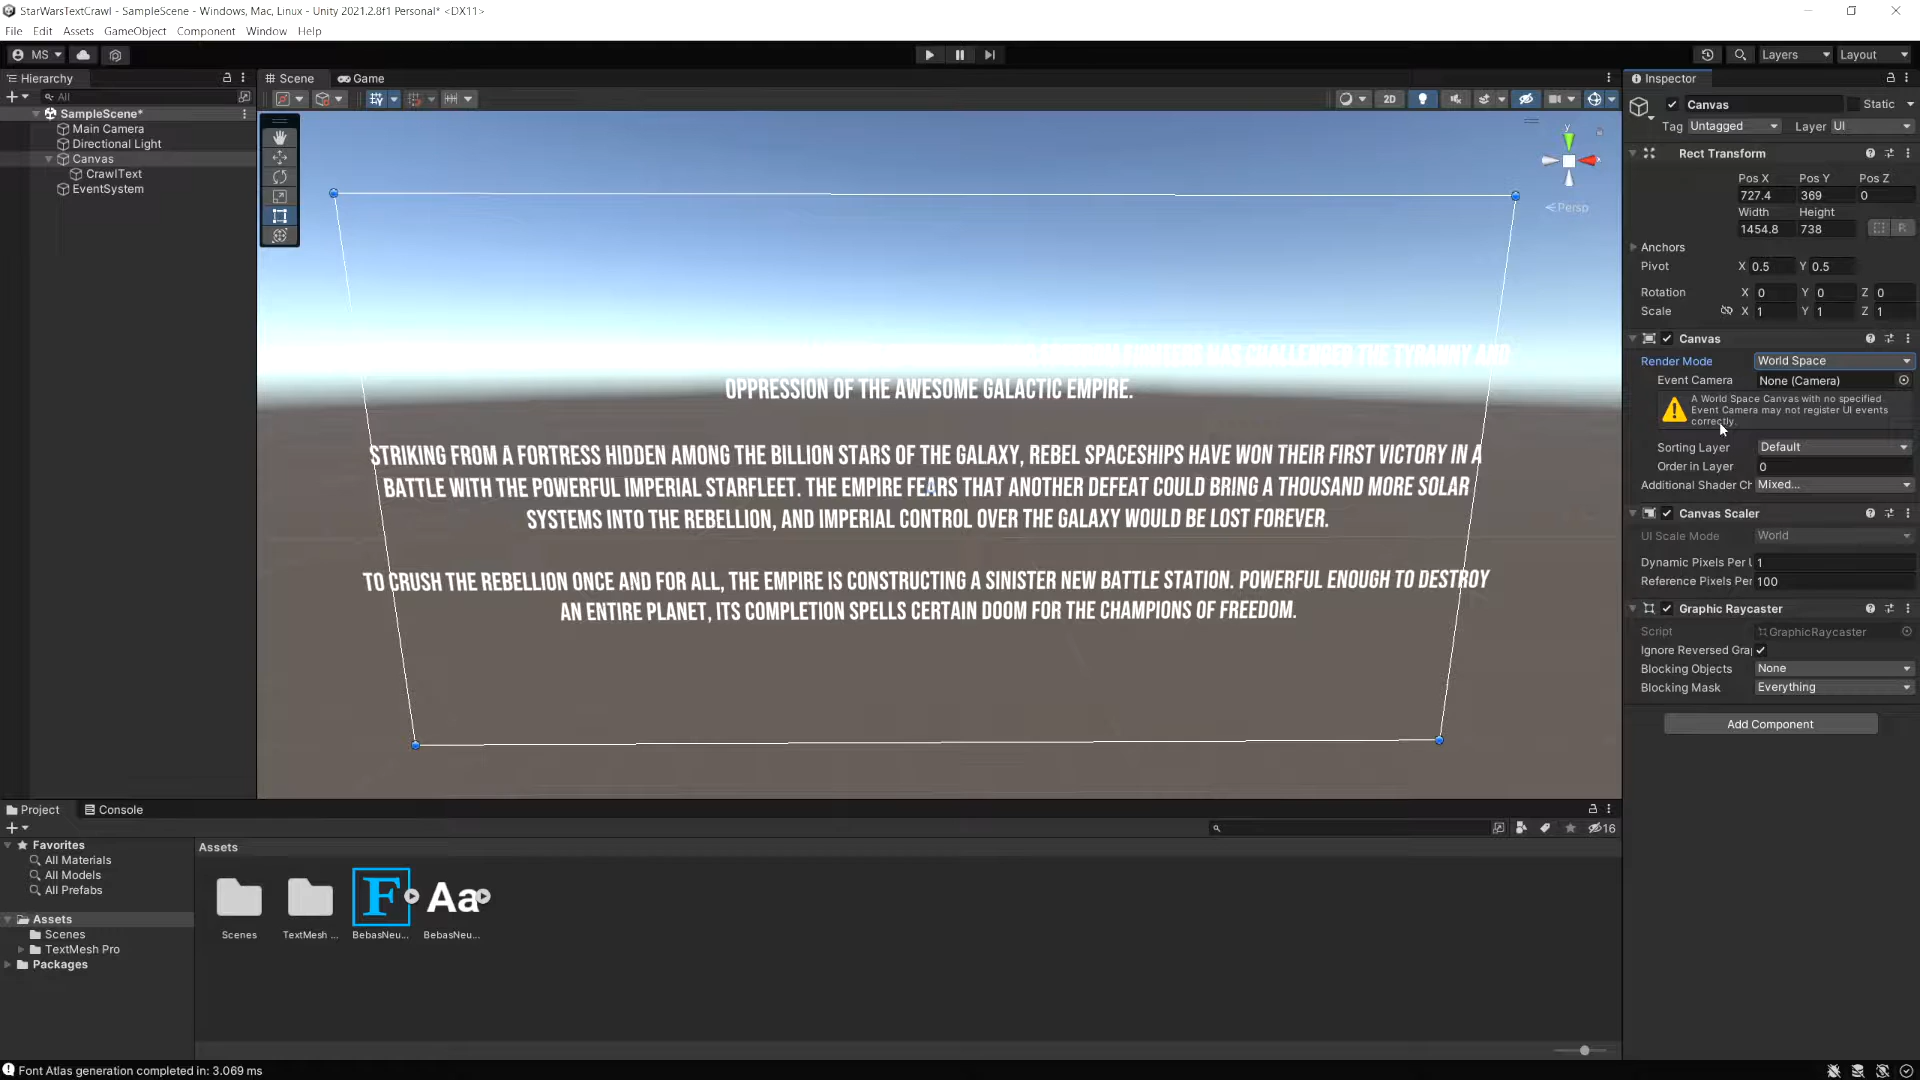 StarWarsTextCrawl - SampleScene - Windows, Mac, Linux - Unity 2021.2.8f1 Personal* <DX11>
File Edit Assets GameObject Component Window Help
MS
Layers Layout
Hierarchy
All
SampleScene*
Main Camera
Directional Light
Canvas
CrawlText
EventSystem
Scene Game
2D
y
Persp
HAS CHALLENGED THE TYRANNY AND
OPPRESSION OF THE AWESOME GALACTIC EMPIRE.
STRIKING FROM A FORTRESS HIDDEN AMONG THE BILLION STARS OF THE GALAXY, REBEL SPACESHIPS HAVE WON THEIR FIRST VICTORY IN A
BATTLE WITH THE POWERFUL IMPERIAL STARFLEET. THE EMPIRE FEARS THAT ANOTHER DEFEAT COULD BRING A THOUSAND MORE SOLAR
SYSTEMS INTO THE REBELLION, AND IMPERIAL CONTROL OVER THE GALAXY WOULD BE LOST FOREVER.
TO CRUSH THE REBELLION ONCE AND FOR ALL, THE EMPIRE IS CONSTRUCTING A SINISTER NEW BATTLE STATION. POWERFUL ENOUGH TO DESTROY
AN ENTIRE PLANET, ITS COMPLETION SPELLS CERTAIN DOOM FOR THE CHAMPIONS OF FREEDOM.
Inspector
Canvas Static
Tag Untagged Layer UI
Rect Transform
Pos X Pos Y Pos Z
727.4 369 0
Width Height
1454.8 738
Anchors
Pivot X 0.5 Y 0.5
Rotation X 0 Y 0 Z 0
Scale X 1 Y 1 Z 1
Canvas
Render Mode World Space
Event Camera None (Camera)
A World Space Canvas with no specified
Event Camera may not register UI events
correctly.
Sorting Layer Default
Order in Layer 0
Additional Shader Ch Mixed...
Canvas Scaler
UI Scale Mode World
Dynamic Pixels Per U 1
Reference Pixels Per 100
Graphic Raycaster
Script GraphicRaycaster
Ignore Reversed Gra
Blocking Objects None
Blocking Mask Everything
Add Component
Project Console
16
Favorites
All Materials
All Models
All Prefabs
Assets
Scenes
TextMesh Pro
Packages
Assets
F Aa
Scenes TextMesh ... BebasNeu... BebasNeu...
Font Atlas generation completed in: 3.069 ms